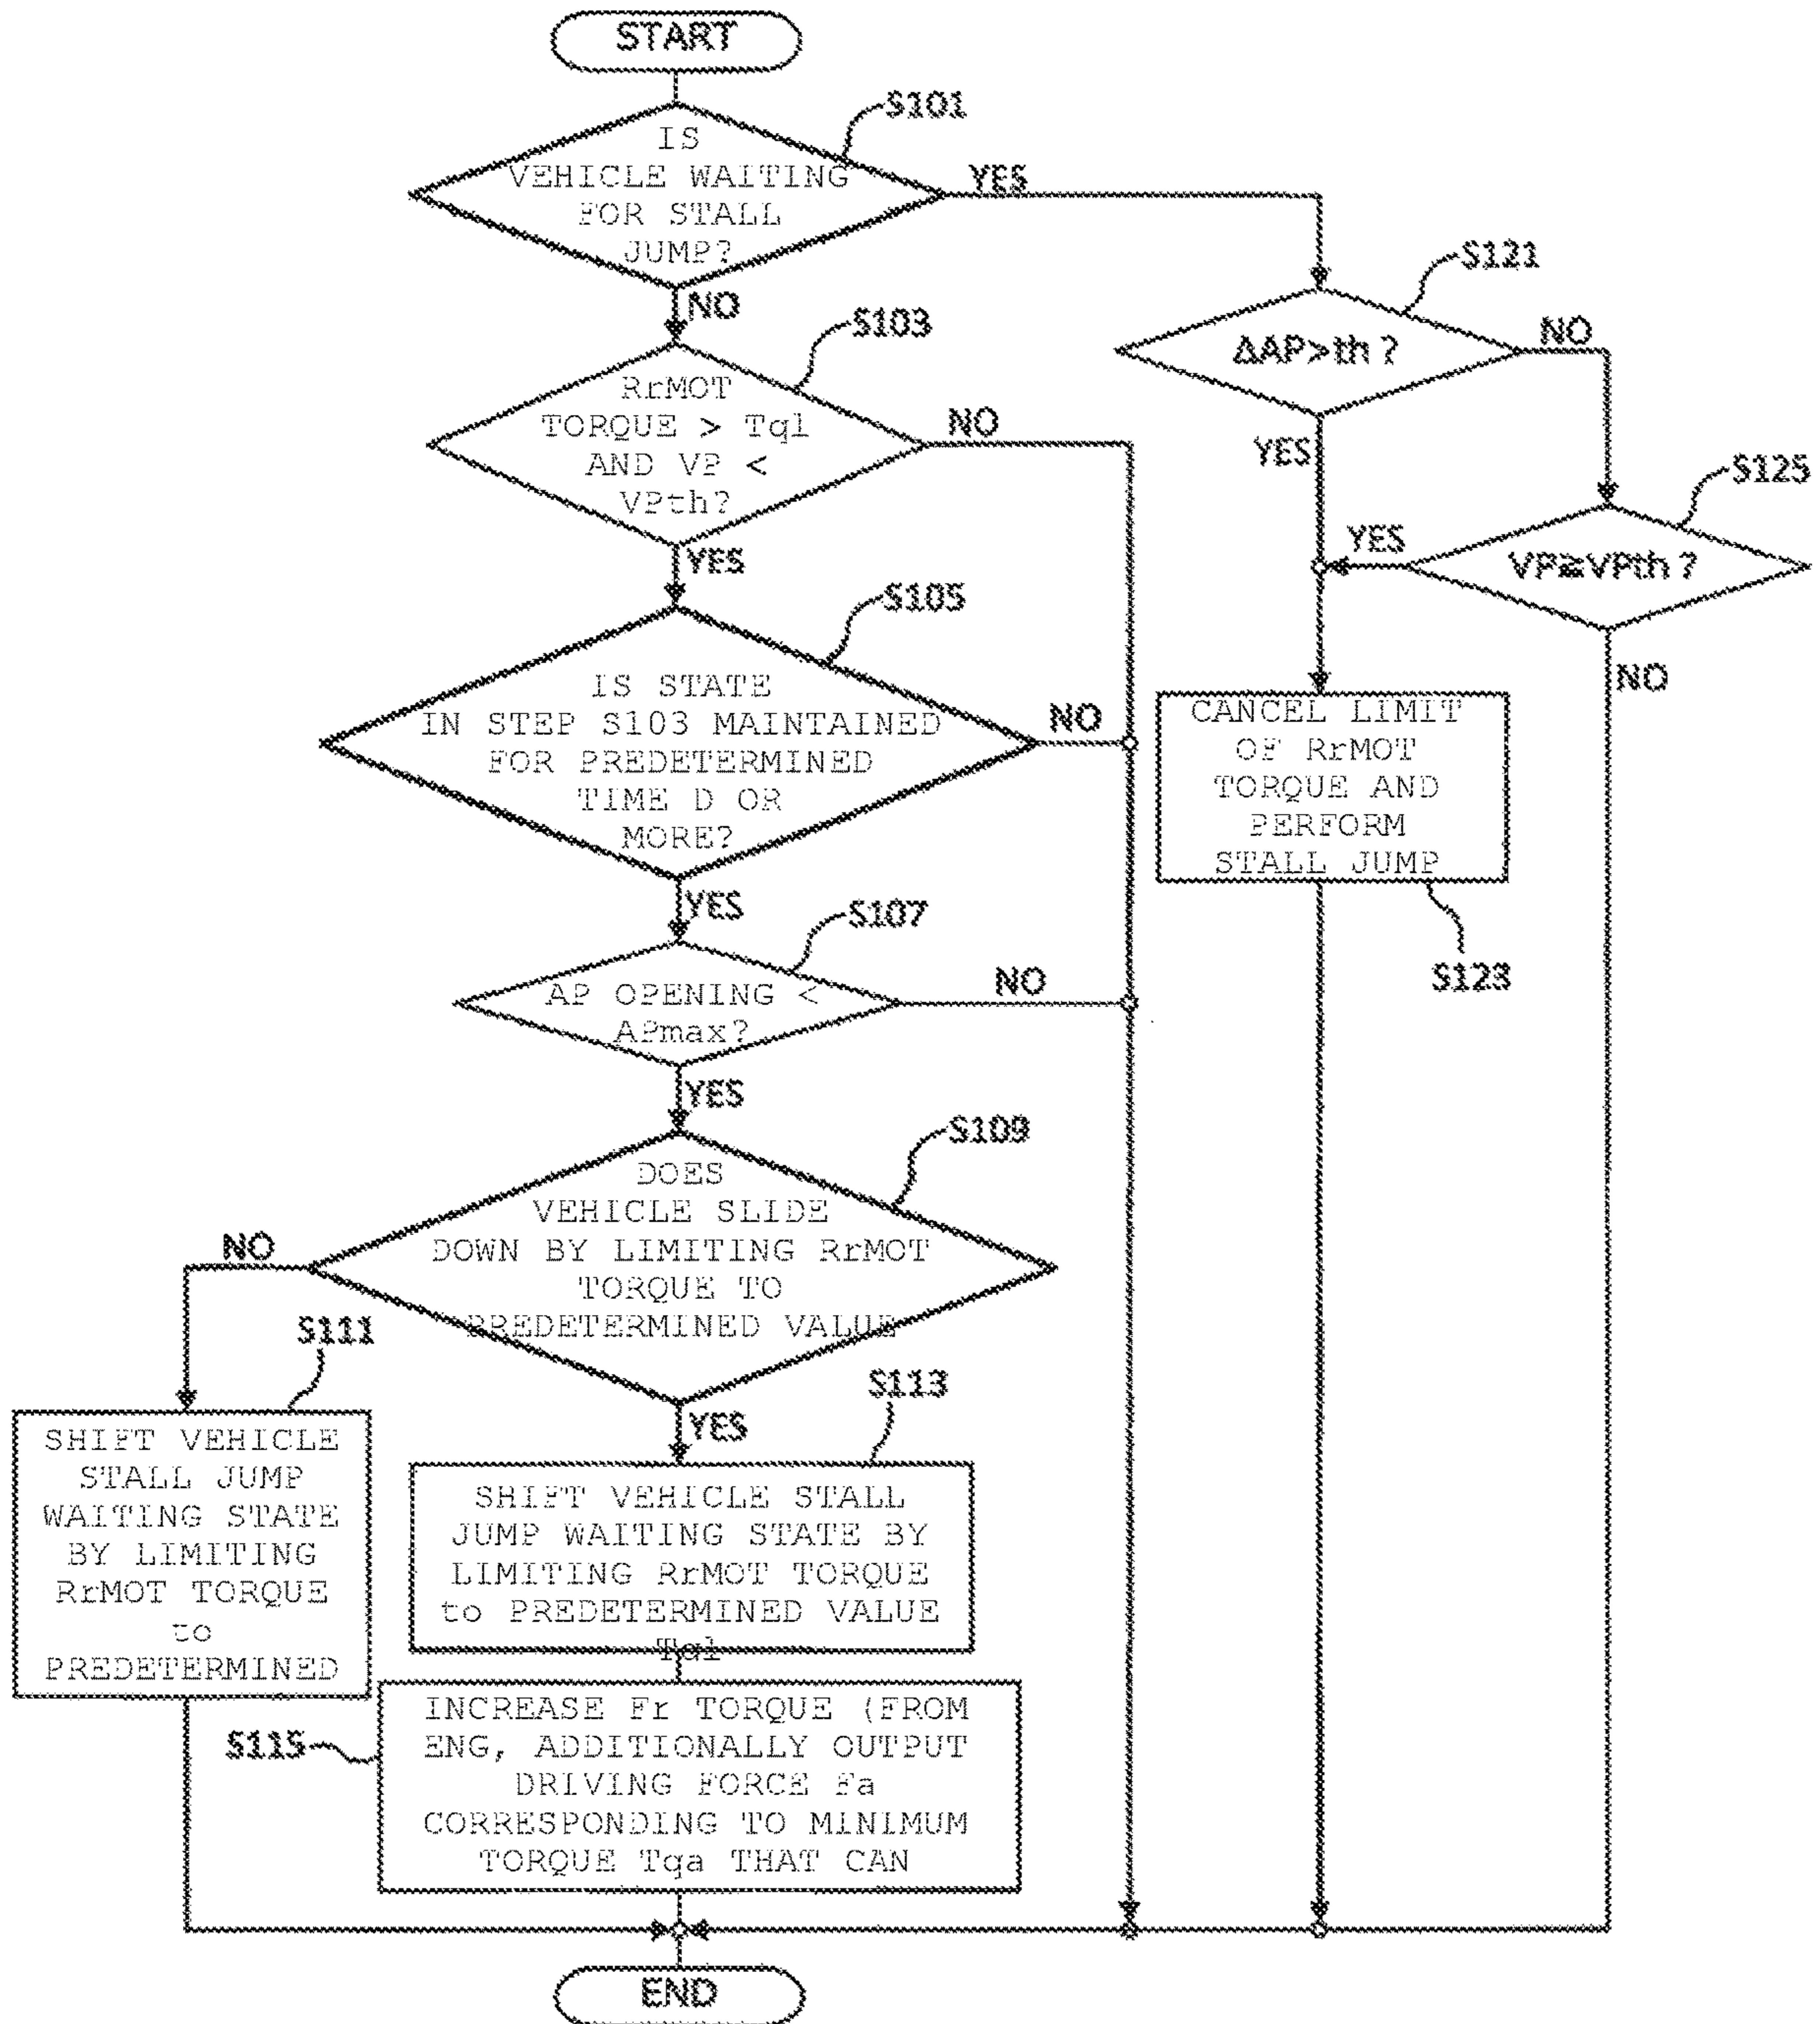 START
S101
IS
VEHICLE WAITING
FOR STALL
JUMP?
YES
NO
S121
ΔAP>th ?
NO
YES
S103
RrMOT
TORQUE > Tql
AND VP <
VPth?
NO
YES
S125
VP≧VPth ?
YES
NO
S105
IS STATE
IN STEP S103 MAINTAINED
FOR PREDETERMINED
TIME D OR
MORE?
NO
YES
CANCEL LIMIT
OF RrMOT
TORQUE AND
PERFORM
STALL JUMP
S123
S107
AP OPENING <
APmax?
NO
YES
S109
DOES
VEHICLE SLIDE
DOWN BY LIMITING RrMOT
TORQUE TO
PREDETERMINED VALUE
NO
YES
S111
SHIFT VEHICLE
STALL JUMP
WAITING STATE
BY LIMITING
RrMOT TORQUE
to
PREDETERMINED
S113
SHIFT VEHICLE STALL
JUMP WAITING STATE BY
LIMITING RrMOT TORQUE
to PREDETERMINED VALUE
Tql
S115
INCREASE Fr TORQUE (FROM
ENG, ADDITIONALLY OUTPUT
DRIVING FORCE Fa
CORRESPONDING TO MINIMUM
TORQUE Tqa THAT CAN
END